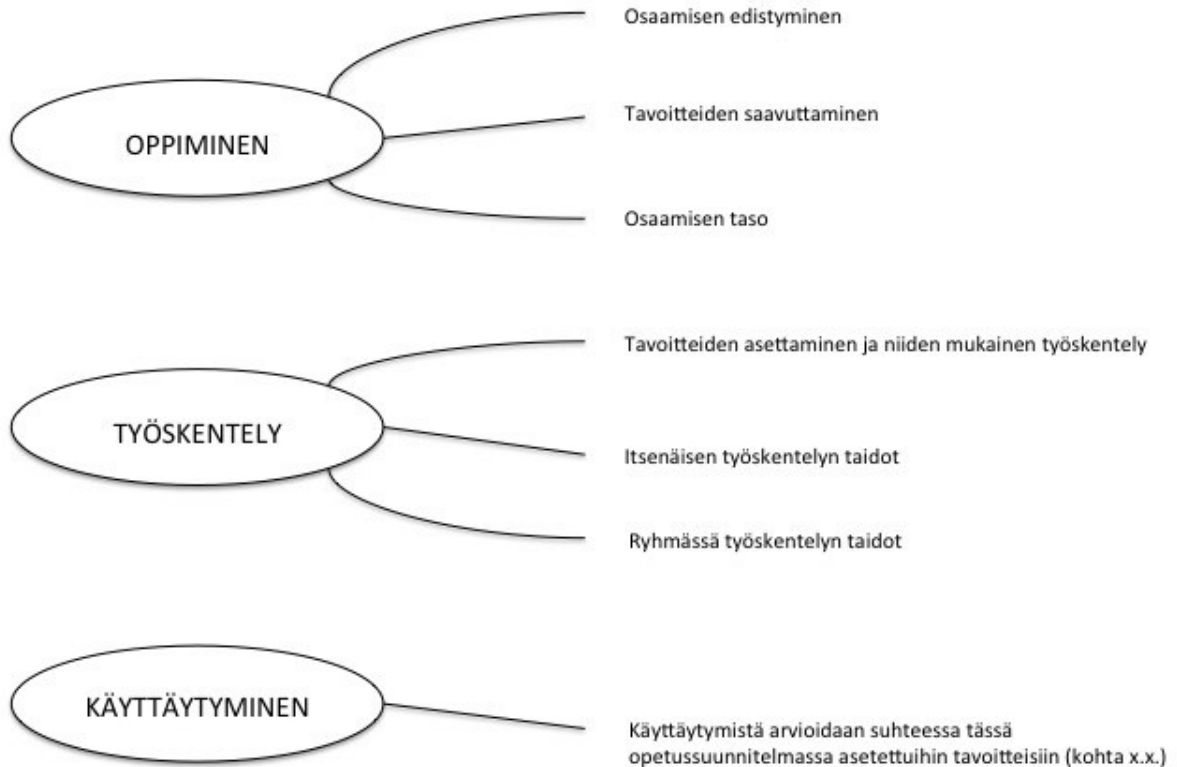 Osaamisen edistyminen
OPPIMINEN
Tavoitteiden saavuttaminen
Osaamisen taso
Tavoitteiden asettaminen ja niiden mukainen työskentely
TYÖSKENTELY
Itsenäisen työskentelyn taidot
Ryhmässä työskentelyn taidot
KÄYTTÄYTYMINEN
Käyttäytymistä arvioidaan suhteessa tässä
opetussuunnitelmassa asetettuihin tavoitteisiin (kohta x.x.)